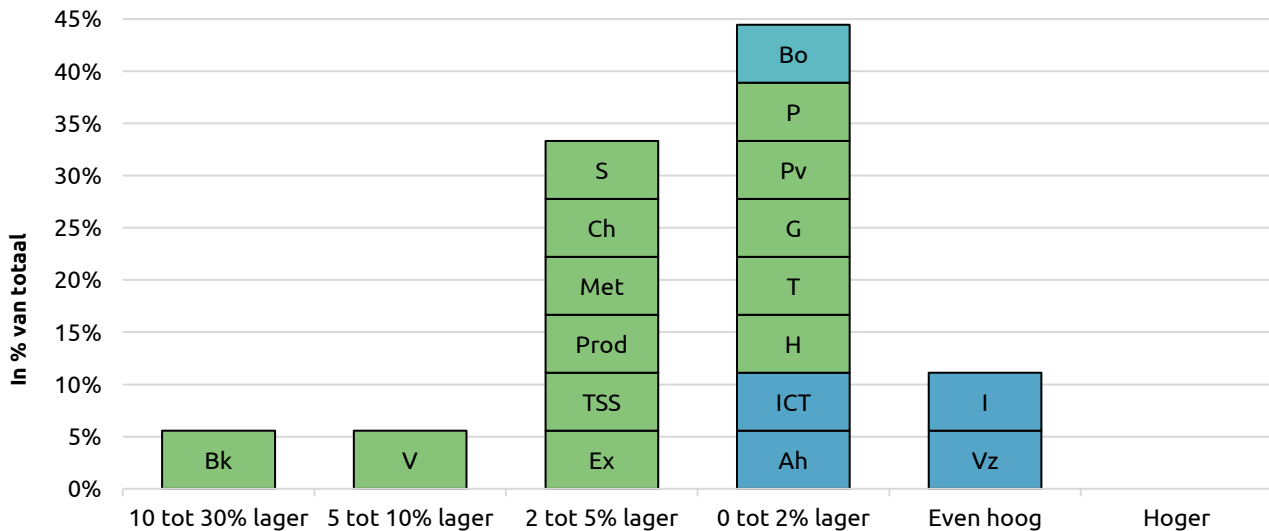 In % van totaal
45%
40%
35%
30%
25%
20%
15%
10%
5%
0%
Bk
V
S
Ch
Met
Prod
TSS
Ex
Bo
P
Pv
G
T
H
ICT
Ah
I
Vz
10 tot 30% lager
5 tot 10% lager
2 tot 5% lager
0 tot 2% lager
Even hoog
Hoger